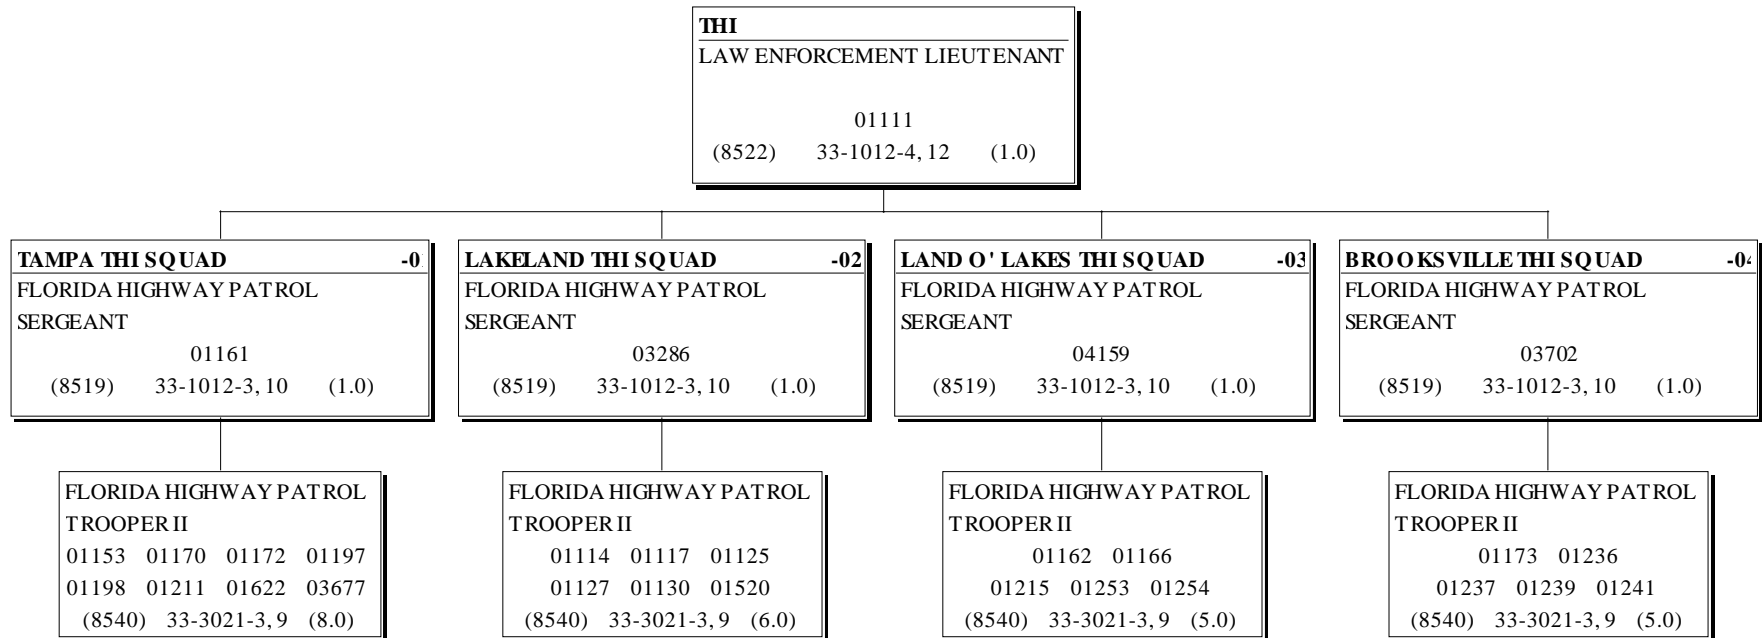 THI
LAW ENFORCEMENT LIEUTENANT
01111
(8522) 33-1012-4, 12 (1.0)
TAMPA THI SQUAD -0
FLORIDA HIGHWAY PATROL
SERGEANT
01161
(8519) 33-1012-3, 10 (1.0)
LAKELAND THI SQUAD -02
FLORIDA HIGHWAY PATROL
SERGEANT
03286
(8519) 33-1012-3, 10 (1.0)
LAND O' LAKES THI SQUAD -03
FLORIDA HIGHWAY PATROL
SERGEANT
04159
(8519) 33-1012-3, 10 (1.0)
BROOKSVILLE THI SQUAD -04
FLORIDA HIGHWAY PATROL
SERGEANT
03702
(8519) 33-1012-3, 10 (1.0)
FLORIDA HIGHWAY PATROL
TROOPER II
01153 01170 01172 01197
01198 01211 01622 03677
(8540) 33-3021-3, 9 (8.0)
FLORIDA HIGHWAY PATROL
TROOPER II
01114 01117 01125
01127 01130 01520
(8540) 33-3021-3, 9 (6.0)
FLORIDA HIGHWAY PATROL
TROOPER II
01162 01166
01215 01253 01254
(8540) 33-3021-3, 9 (5.0)
FLORIDA HIGHWAY PATROL
TROOPER II
01173 01236
01237 01239 01241
(8540) 33-3021-3, 9 (5.0)